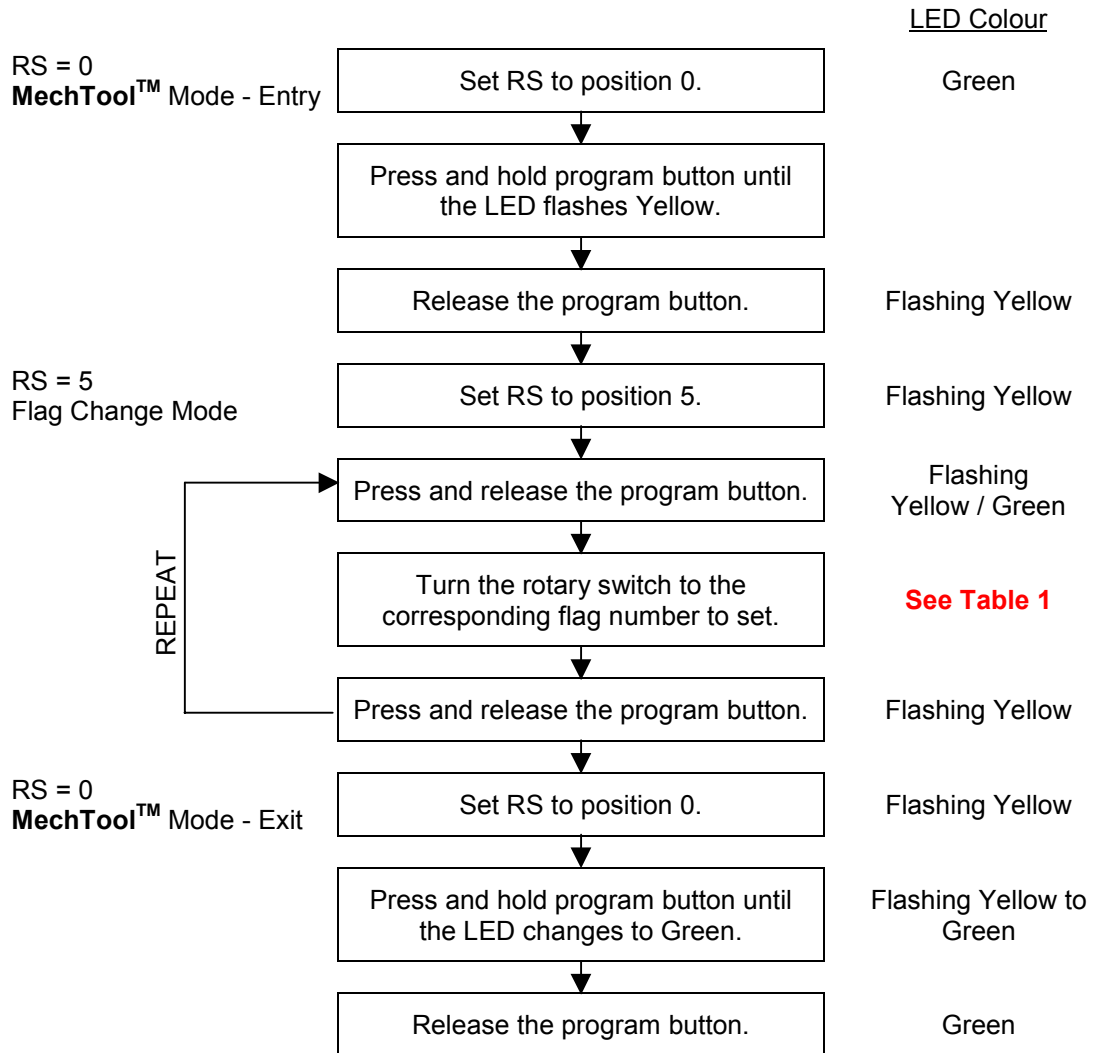 LED Colour
RS = 0
MechTool™ Mode - Entry
Set RS to position 0.
Green
Press and hold program button until
the LED flashes Yellow.
Release the program button.
Flashing Yellow
RS = 5
Flag Change Mode
Set RS to position 5.
Flashing Yellow
Press and release the program button.
Flashing
Yellow / Green
REPEAT
Turn the rotary switch to the
corresponding flag number to set.
See Table 1
Press and release the program button.
Flashing Yellow
RS = 0
MechTool™ Mode - Exit
Set RS to position 0.
Flashing Yellow
Press and hold program button until
the LED changes to Green.
Flashing Yellow to
Green
Release the program button.
Green